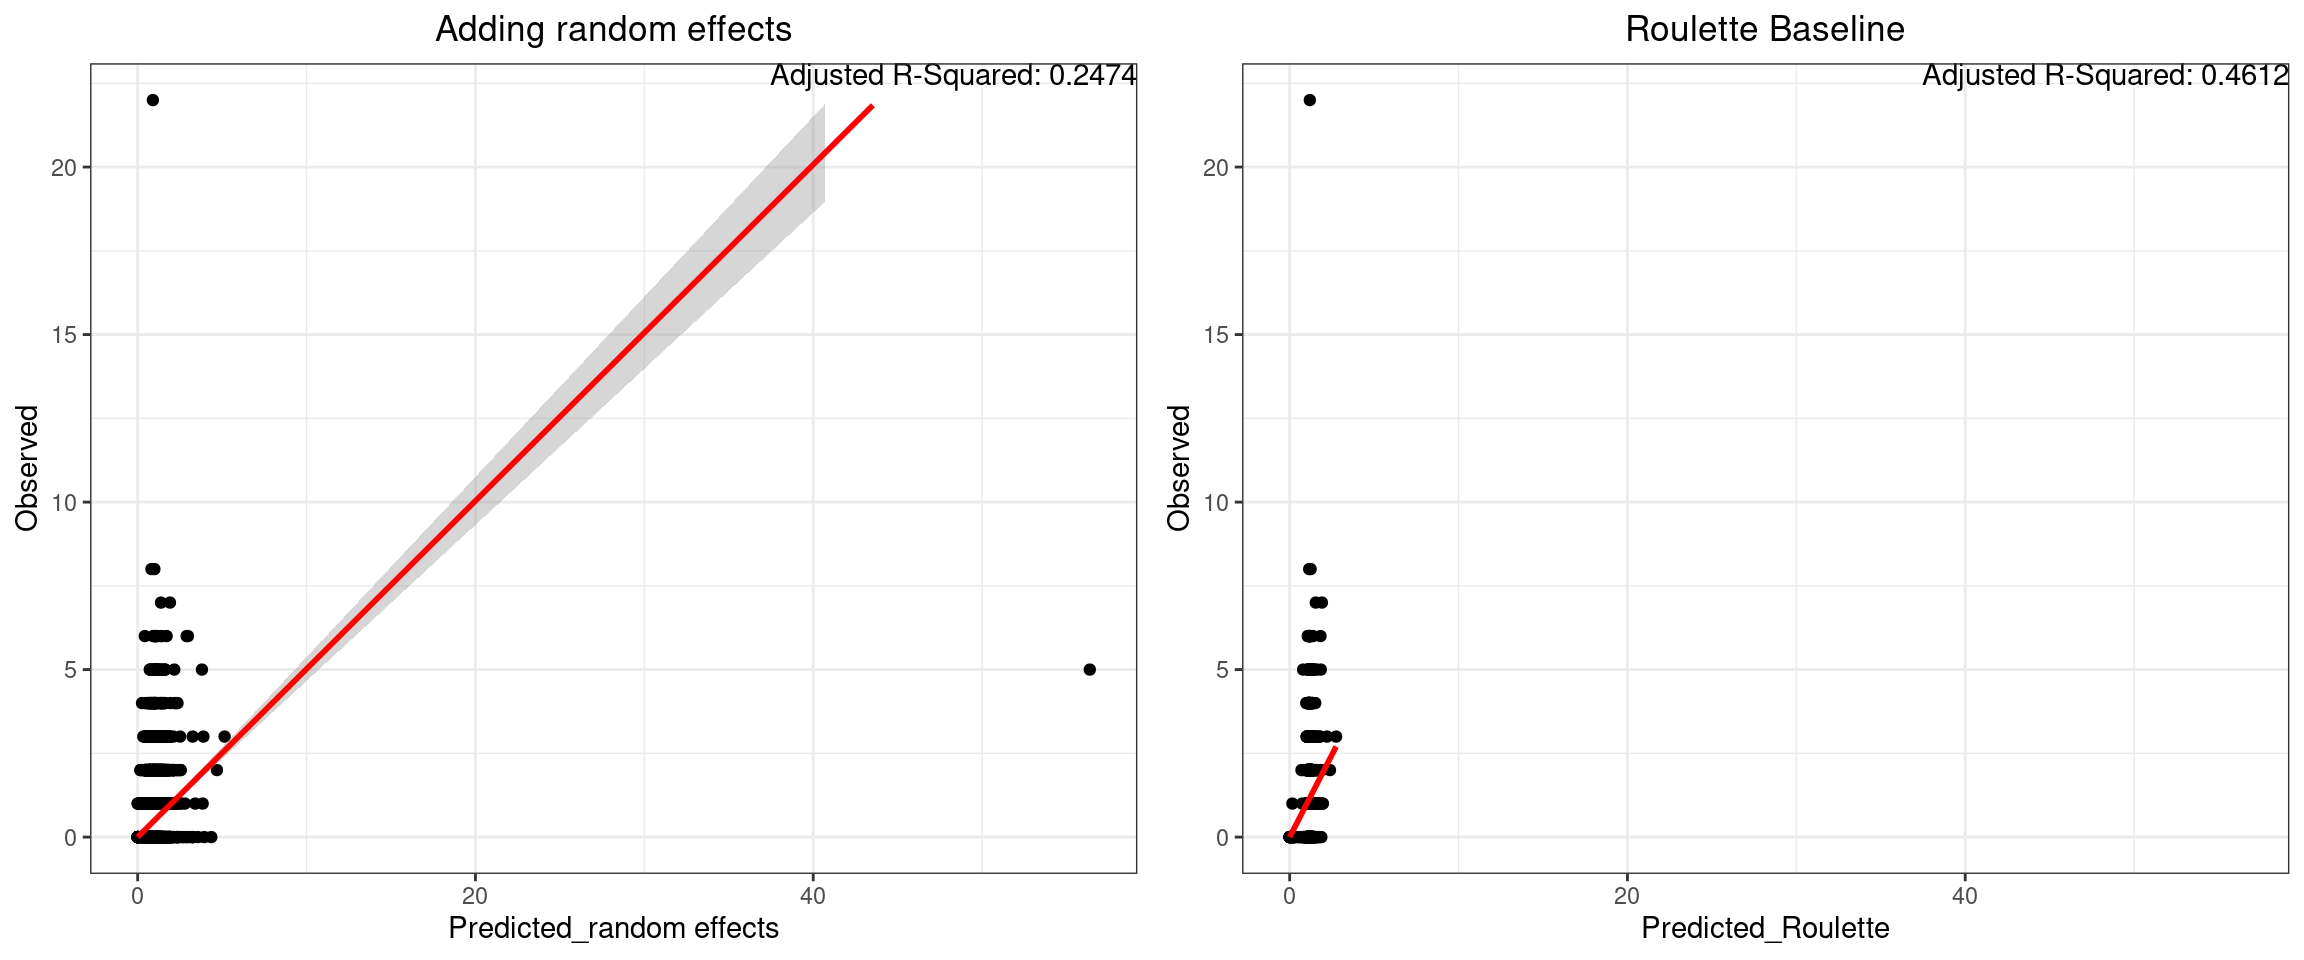 Adding random effects
Adjusted R-Squared: 0.2474
20
15
10
5
0
Observed
0
20
40
Predicted_random effects
Roulette Baseline
Adjusted R-Squared: 0.4612
20
15
10
5
0
Observed
0
20
40
Predicted_Roulette